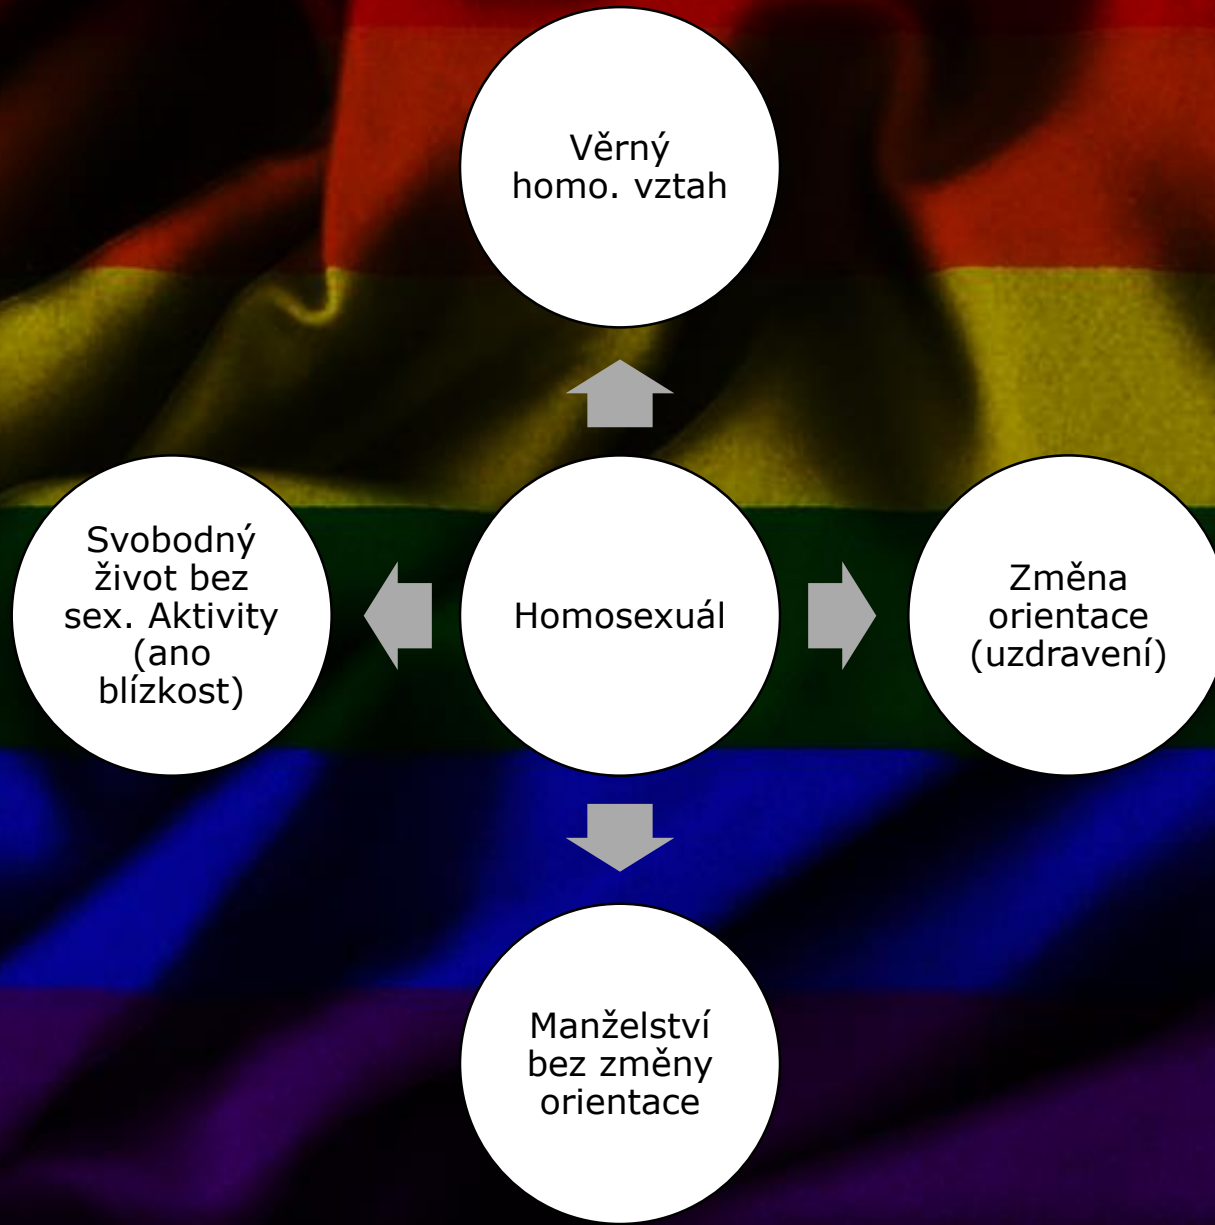 Věrný
homo. vztah
Svobodný
život bez
sex. Aktivity
(ano
blízkost)
Homosexuál
Změna
orientace
(uzdravení)
Manželství
bez změny
orientace